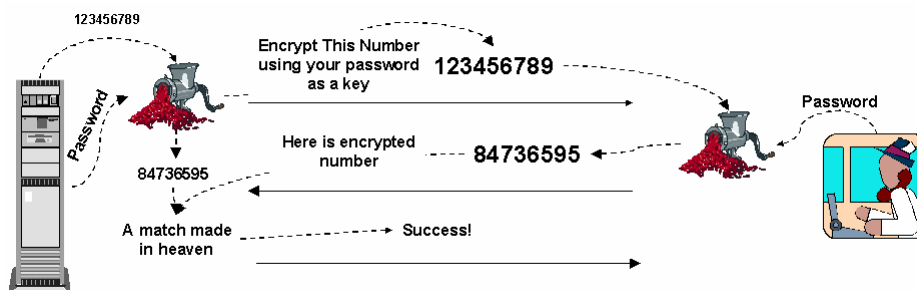 123456789
Password
84736595
A match made
in heaven
Encrypt This Number
using your password
as a key
123456789
Here is encrypted
number
84736595
Success!
Password